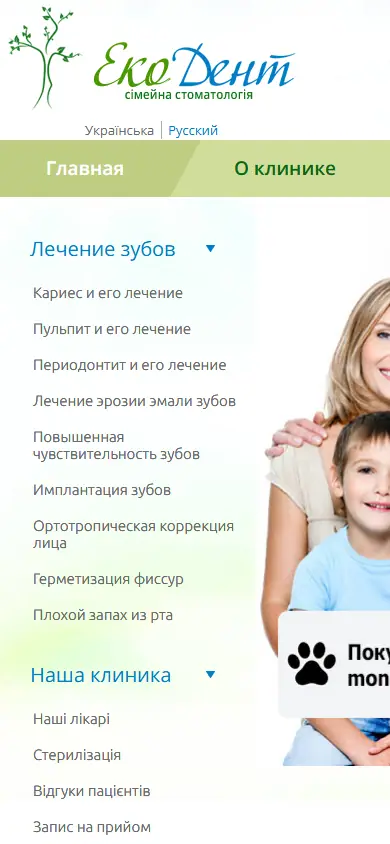 ЕкоДент
сімейна стоматологія
Українська
Русский
Главная
О клинике
Лечение зубов
Кариес и его лечение
Пульпит и его лечение
Периодонтит и его лечение
Лечение эрозии эмали зубов
Повышенная
чувствительность зубов
Имплантация зубов
Ортотропическая коррекция
лица
Герметизация фиссур
Плохой запах из рта
Поку
mon
Наша клиника
Наші лікарі
Стерилізація
Відгуки пацієнтів
Запис на прийом